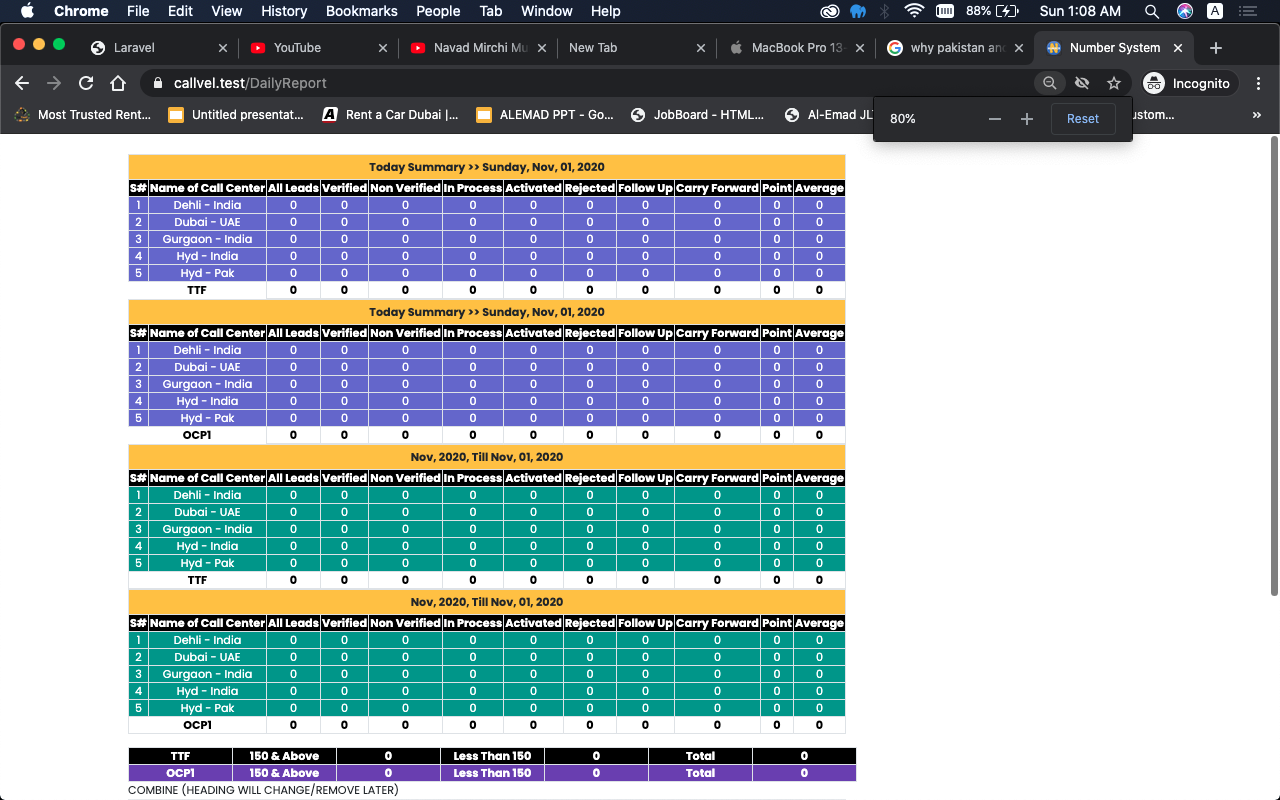 Chrome File Edit View History Bookmarks People Tab Window Help 88% Sun 1:08 AM A
Laravel YouTube Navad Mirchi Mu New Tab MacBook Pro 13- why pakistan and Number System
callvel.test/DailyReport Incognito
Most Trusted Rent... Untitled presentat... Rent a Car Dubai |... ALEMAD PPT - Go... JobBoard - HTML... Al-Emad JL ustom... »
80% − + Reset
Today Summary >> Sunday, Nov, 01, 2020
S# Name of Call Center All Leads Verified Non Verified In Process Activated Rejected Follow Up Carry Forward Point Average
1 Dehli - India 0 0 0 0 0 0 0 0 0 0
2 Dubai - UAE 0 0 0 0 0 0 0 0 0 0
3 Gurgaon - India 0 0 0 0 0 0 0 0 0 0
4 Hyd - India 0 0 0 0 0 0 0 0 0 0
5 Hyd - Pak 0 0 0 0 0 0 0 0 0 0
TTF 0 0 0 0 0 0 0 0 0 0
Today Summary >> Sunday, Nov, 01, 2020
S# Name of Call Center All Leads Verified Non Verified In Process Activated Rejected Follow Up Carry Forward Point Average
1 Dehli - India 0 0 0 0 0 0 0 0 0 0
2 Dubai - UAE 0 0 0 0 0 0 0 0 0 0
3 Gurgaon - India 0 0 0 0 0 0 0 0 0 0
4 Hyd - India 0 0 0 0 0 0 0 0 0 0
5 Hyd - Pak 0 0 0 0 0 0 0 0 0 0
OCP1 0 0 0 0 0 0 0 0 0 0
Nov, 2020, Till Nov, 01, 2020
S# Name of Call Center All Leads Verified Non Verified In Process Activated Rejected Follow Up Carry Forward Point Average
1 Dehli - India 0 0 0 0 0 0 0 0 0 0
2 Dubai - UAE 0 0 0 0 0 0 0 0 0 0
3 Gurgaon - India 0 0 0 0 0 0 0 0 0 0
4 Hyd - India 0 0 0 0 0 0 0 0 0 0
5 Hyd - Pak 0 0 0 0 0 0 0 0 0 0
TTF 0 0 0 0 0 0 0 0 0 0
Nov, 2020, Till Nov, 01, 2020
S# Name of Call Center All Leads Verified Non Verified In Process Activated Rejected Follow Up Carry Forward Point Average
1 Dehli - India 0 0 0 0 0 0 0 0 0 0
2 Dubai - UAE 0 0 0 0 0 0 0 0 0 0
3 Gurgaon - India 0 0 0 0 0 0 0 0 0 0
4 Hyd - India 0 0 0 0 0 0 0 0 0 0
5 Hyd - Pak 0 0 0 0 0 0 0 0 0 0
OCP1 0 0 0 0 0 0 0 0 0 0
TTF 150 & Above 0 Less Than 150 0 Total 0
OCP1 150 & Above 0 Less Than 150 0 Total 0
COMBINE (HEADING WILL CHANGE/REMOVE LATER)